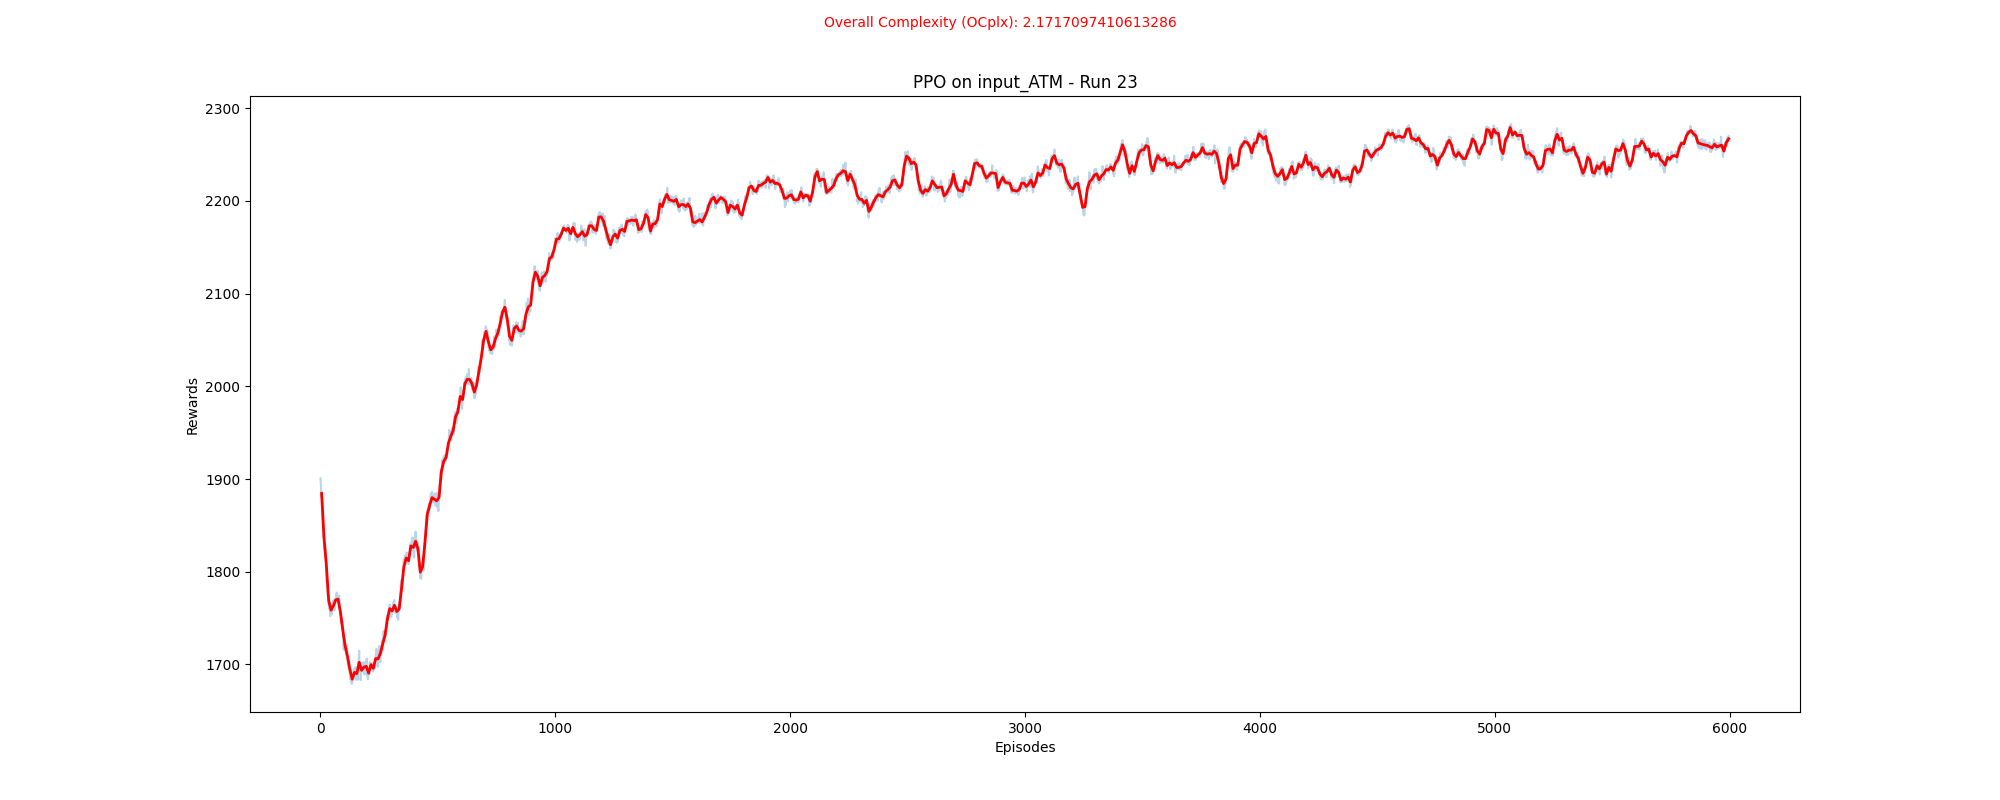 Overall Complexity (OCplx): 2.1717097410613286
PPO on input_ATM - Run 23
2300
2200
2100
2000
1900
1800
1700
Rewards
0 1000 2000 3000 4000 5000 6000
Episodes